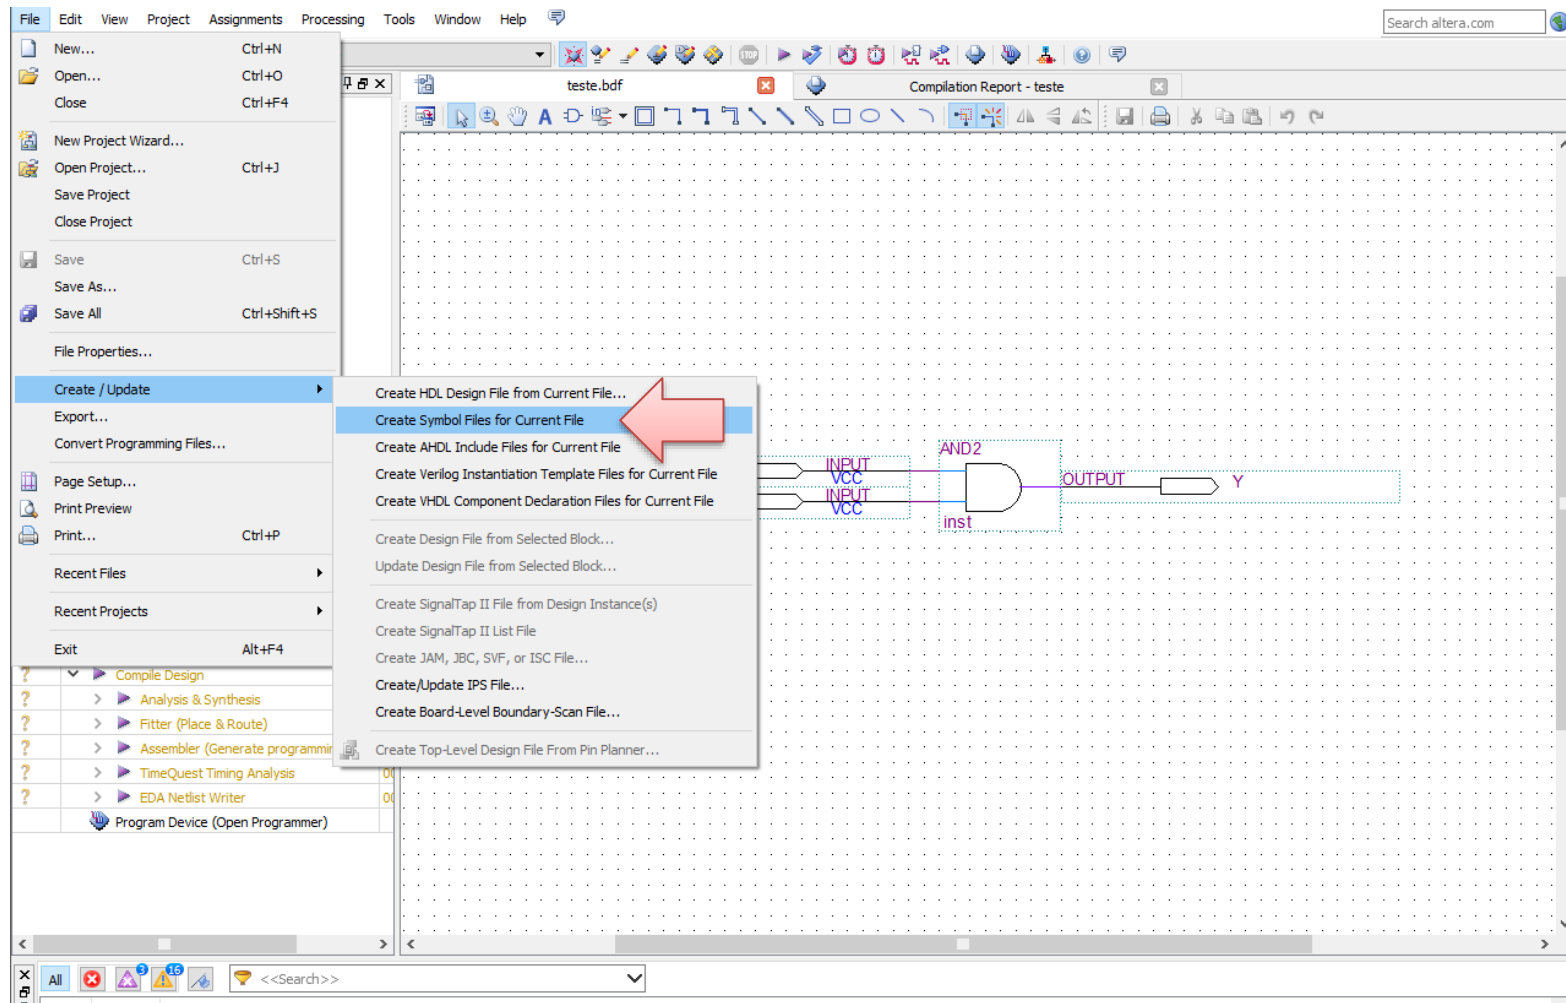 File Edit View Project Assignments Processing Tools Window Help
Search altera.com
New... Ctrl+N
Open... Ctrl+O
Close Ctrl+F4
New Project Wizard...
Open Project... Ctrl+J
Save Project
Close Project
Save Ctrl+S
Save As...
Save All Ctrl+Shift+S
File Properties...
Create / Update
Export...
Convert Programming Files...
Page Setup...
Print Preview
Print... Ctrl+P
Recent Files
Recent Projects
Exit Alt+F4
Create HDL Design File from Current File...
Create Symbol Files for Current File
Create AHDL Include Files for Current File
Create Verilog Instantiation Template Files for Current File
Create VHDL Component Declaration Files for Current File
Create Design File from Selected Block...
Update Design File from Selected Block...
Create SignalTap II File from Design Instance(s)
Create SignalTap II List File
Create JAM, JBC, SVF, or ISC File...
Create/Update IPS File...
Create Board-Level Boundary-Scan File...
Create Top-Level Design File From Pin Planner...
teste.bdf
Compilation Report - teste
STOP
A
AND2
INPUT
VCC
INPUT
VCC
inst
OUTPUT
Y
? Compile Design
? Analysis & Synthesis
? Fitter (Place & Route)
? Assembler (Generate programmin
? TimeQuest Timing Analysis 00
? EDA Netlist Writer 00
Program Device (Open Programmer)
All 3 16 <<Search>>